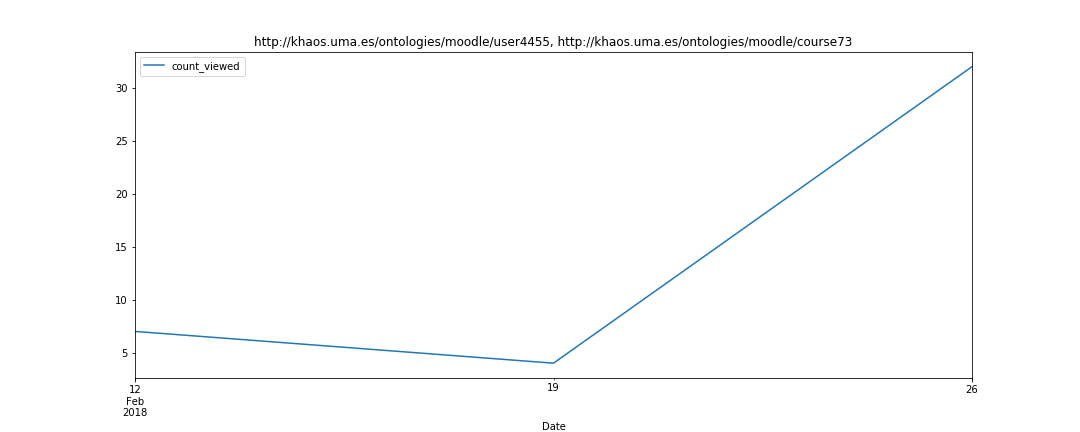 http://khaos.uma.es/ontologies/moodle/user4455, http://khaos.uma.es/ontologies/moodle/course73
count_viewed
30
25
20
15
10
5
12 19 26
Feb
2018
Date